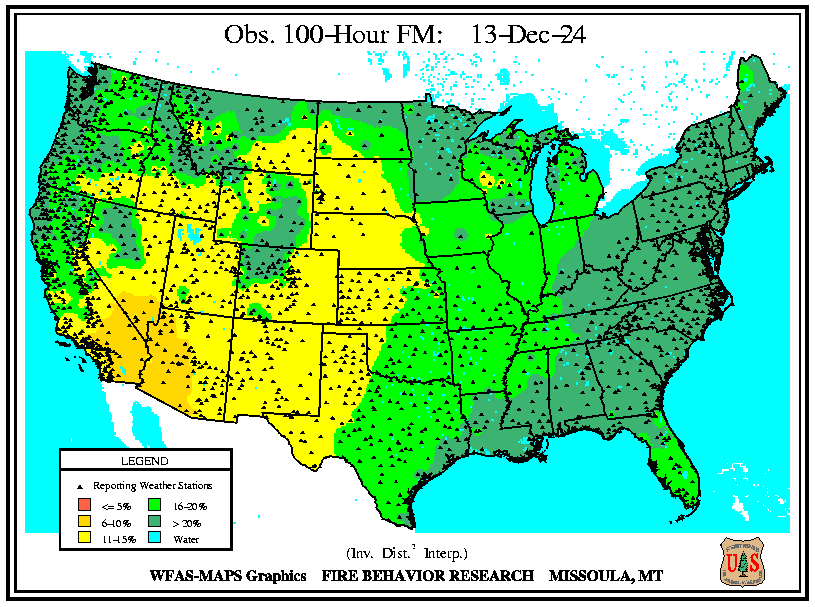 Obs. 100-Hour FM: 13-Dec-24
LEGEND
Reporting Weather Stations
<= 5% 16-20%
6-10% > 20%
11-15% Water
(Inv. Dist.² Interp.)
WFAS-MAPS Graphics FIRE BEHAVIOR RESEARCH MISSOULA, MT
U S